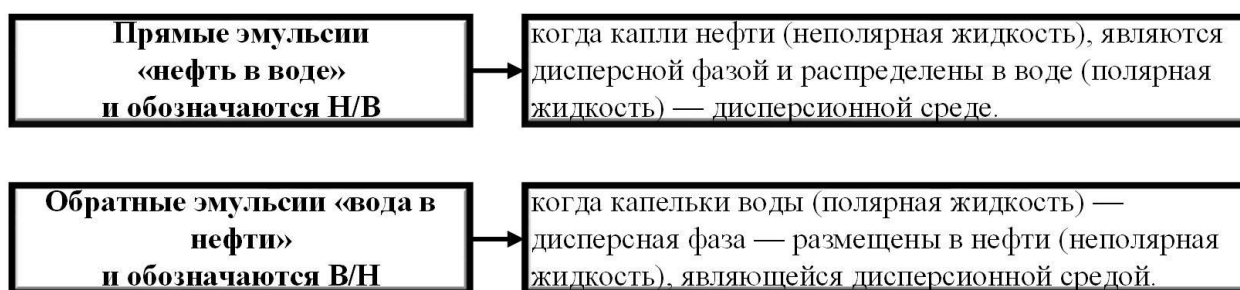 Прямые эмульсии
«нефть в воде»
и обозначаются Н/В
когда капли нефти (неполярная жидкость), являются
дисперсной фазой и распределены в воде (полярная
жидкость) — дисперсионной среде.
Обратные эмульсии «вода в
нефти»
и обозначаются В/Н
когда капельки воды (полярная жидкость) —
дисперсная фаза — размещены в нефти (неполярная
жидкость), являющейся дисперсионной средой.